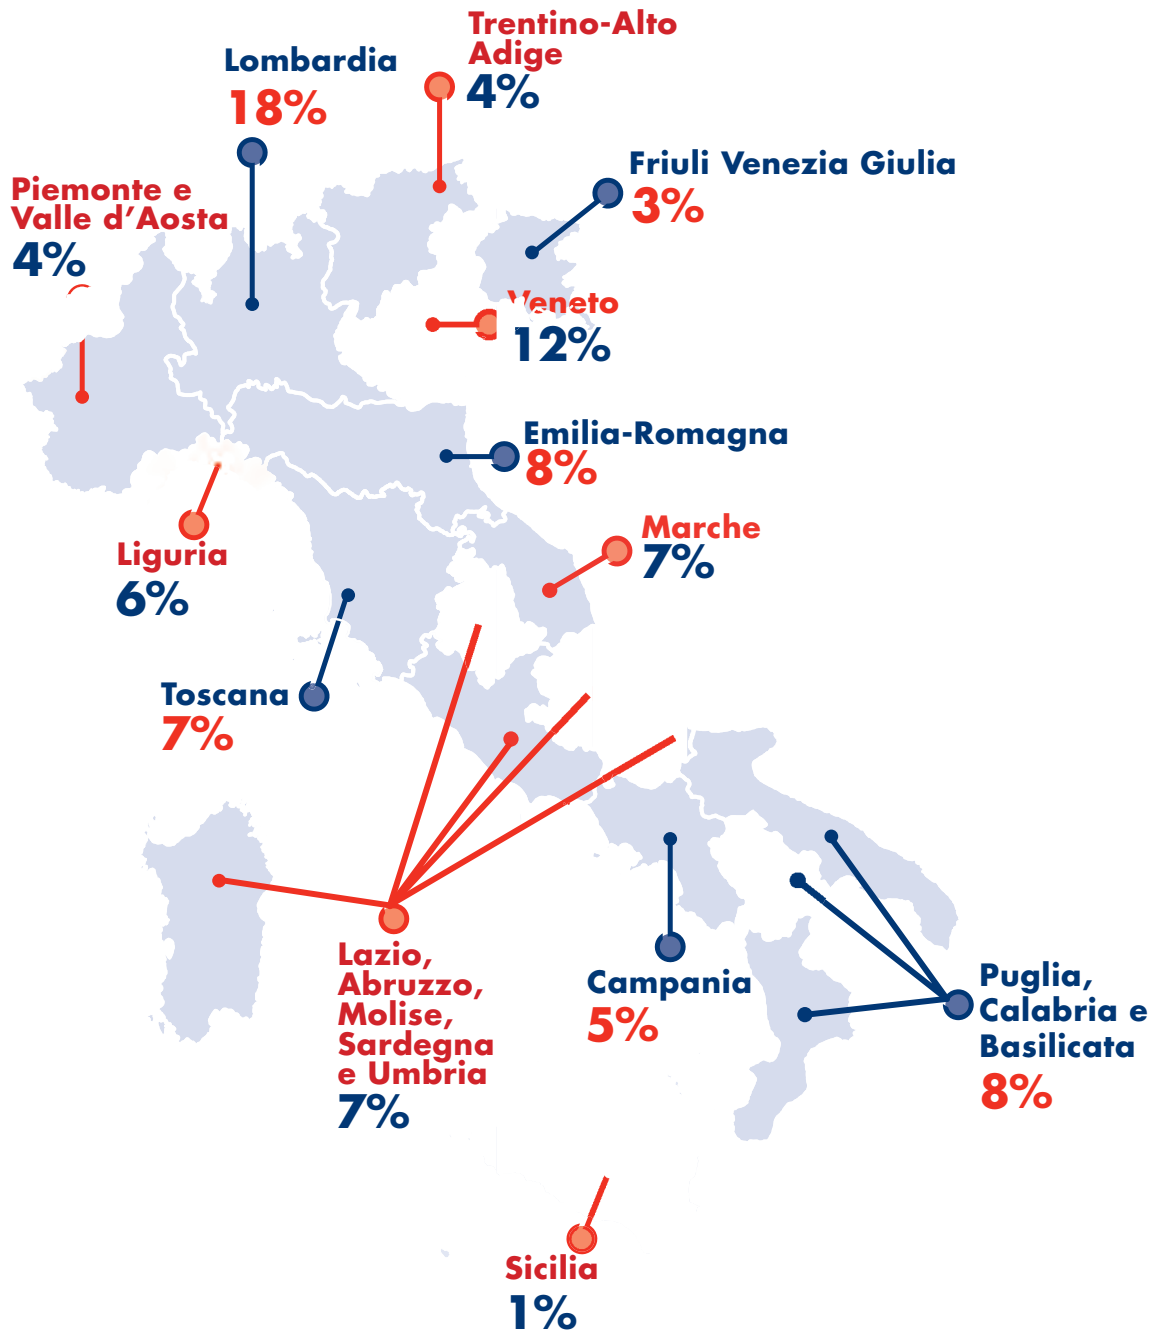 Trentino-Alto
Adige
4%
Lombardia
18%
Friuli Venezia Giulia
3%
Piemonte e
Valle d’Aosta
4%
Veneto
12%
Emilia-Romagna
8%
Marche
7%
Liguria
6%
Toscana
7%
Lazio,
Abruzzo,
Molise,
Sardegna
e Umbria
7%
Campania
5%
Puglia,
Calabria e
Basilicata
8%
Sicilia
1%